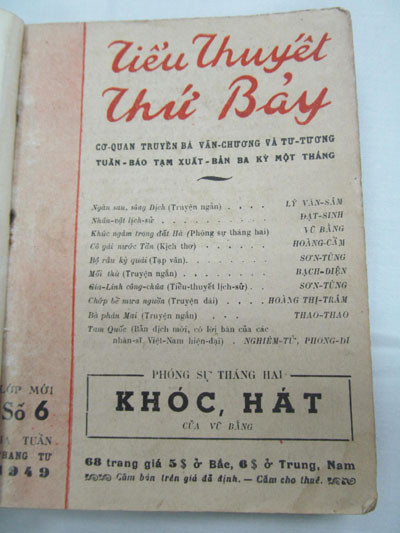 Tiểu Thuyết
Thứ Bảy
CƠ-QUAN TRUYỀN BÁ VĂN-CHƯƠNG VÀ TƯ-TƯƠNG
TUẦN-BÁO TẠM XUẤT-BẢN BA KỲ MỘT THÁNG
Ngàn sau, sông Dịch (Truyện ngắn) . . . . LÝ VĂN-SÂM
Nhân-vật lịch-sử . . . . . . . . . ĐẠT-SINH
Khúc ngâm trong đất Hà (Phóng sự tháng hai) VŨ BẰNG
Cô gái nước Tần (Kịch thơ) . . . . . . . HOÀNG-CẦM
Bộ râu kỳ quái (Tạp văn). . . . . . . . SƠN-TÙNG
Mối thù (Truyện ngắn) . . . . . . . . BẠCH-DIỆN
Gia-Linh công-chúa (Tiểu-thuyết lịch-sử) . . SƠN-TÙNG
Chớp bể mưa nguồn (Truyện dài) . . . . HOÀNG THỊ-TRÂM
Bà phán Mai (Truyện ngắn) . . . . . THAO-THAO
Tam Quốc (Bản dịch mới, có lời bàn của các
nhân-sĩ Việt-Nam hiện-đại) . NGHIÊM-TỬ, PHONG-DI
PHÓNG SỰ THÁNG HAI
KHÓC, HÁT
CỦA VŨ BẰNG
LỚP MỚI
Số 6
BA TUẦN
THANG TƯ
1949
68 trang giá 5$ ở Bắc, 6$ ở Trung, Nam
Cấm bán trên giá đã định. — Cấm cho thuê.